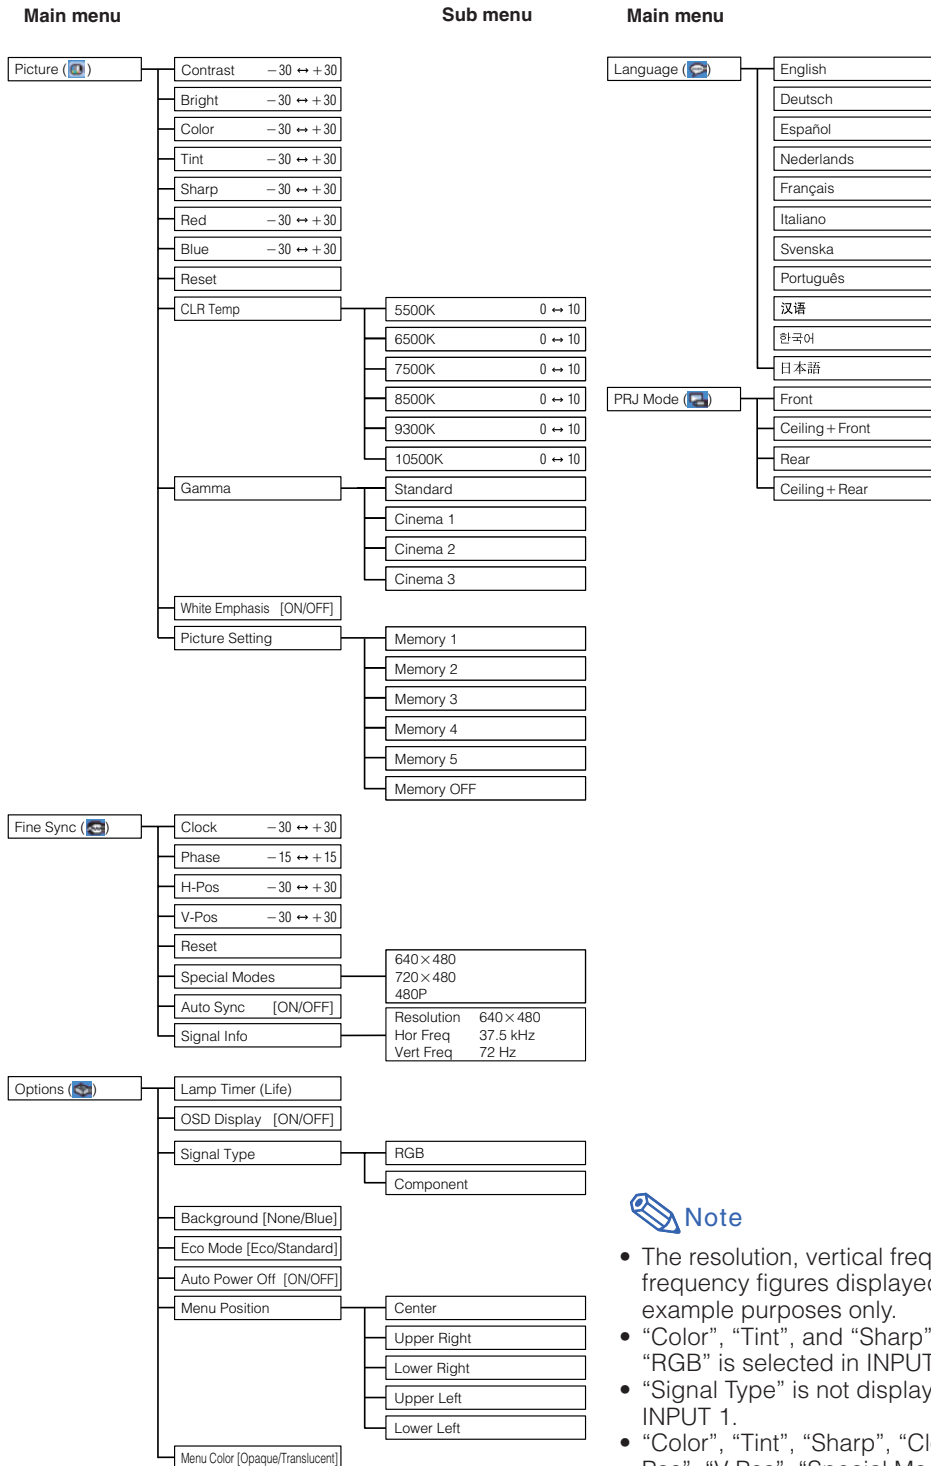 Main menu
Sub menu
Main menu
Picture ( )
Contrast −30 ↔ +30
Bright −30 ↔ +30
Color −30 ↔ +30
Tint −30 ↔ +30
Sharp −30 ↔ +30
Red −30 ↔ +30
Blue −30 ↔ +30
Reset
CLR Temp
5500K 0 ↔ 10
6500K 0 ↔ 10
7500K 0 ↔ 10
8500K 0 ↔ 10
9300K 0 ↔ 10
10500K 0 ↔ 10
Gamma
Standard
Cinema 1
Cinema 2
Cinema 3
White Emphasis [ON/OFF]
Picture Setting
Memory 1
Memory 2
Memory 3
Memory 4
Memory 5
Memory OFF
Fine Sync ( )
Clock −30 ↔ +30
Phase −15 ↔ +15
H-Pos −30 ↔ +30
V-Pos −30 ↔ +30
Reset
Special Modes
640×480
720×480
480P
Auto Sync [ON/OFF]
Signal Info
Resolution 640×480
Hor Freq 37.5 kHz
Vert Freq 72 Hz
Options ( )
Lamp Timer (Life)
OSD Display [ON/OFF]
Signal Type
RGB
Component
Background [None/Blue]
Eco Mode [Eco/Standard]
Auto Power Off [ON/OFF]
Menu Position
Center
Upper Right
Lower Right
Upper Left
Lower Left
Menu Color [Opaque/Translucent]
Language ( )
English
Deutsch
Español
Nederlands
Français
Italiano
Svenska
Português
汉语
한국어
日本語
PRJ Mode ( )
Front
Ceiling+Front
Rear
Ceiling+Rear
Note
• The resolution, vertical
frequency figures
example purposes only.
• “Color”, “Tint”, and “Sharp”
“RGB” is selected in INPUT
• “Signal Type” is not
INPUT 1.
• “Color”, “Tint”, “Sharp”,